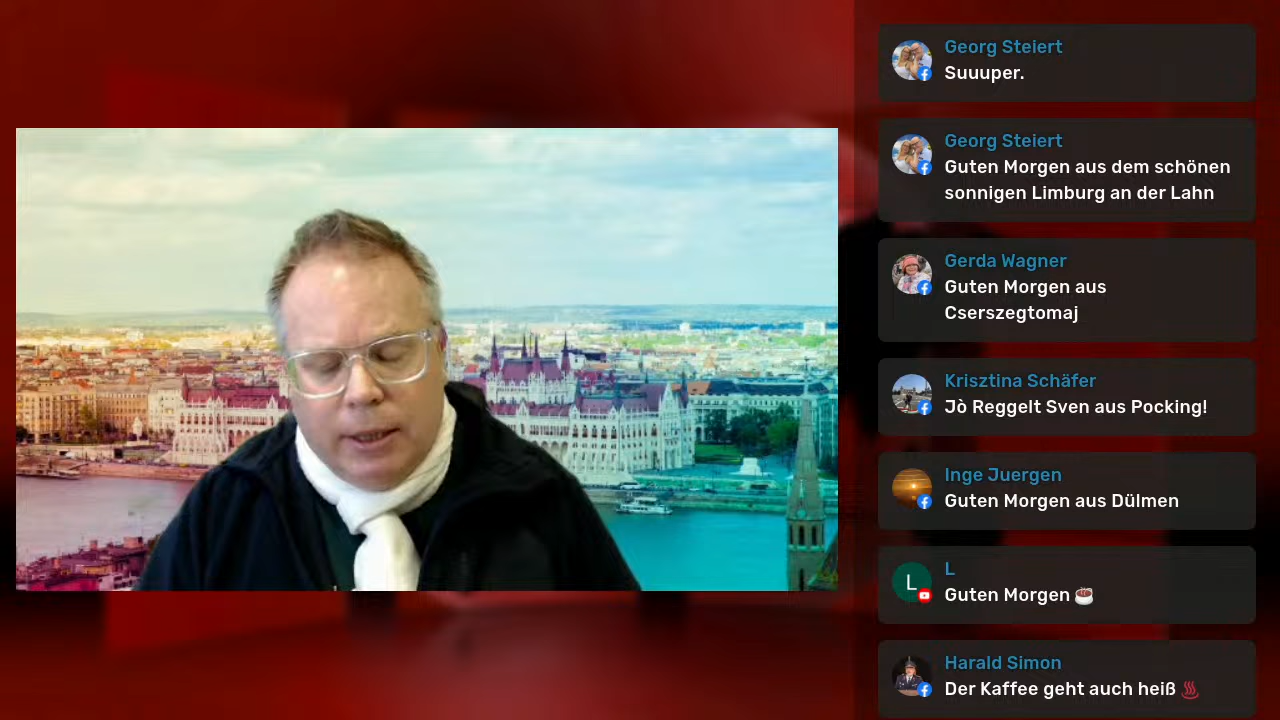 Georg Steiert
Suuuper.
Georg Steiert
Guten Morgen aus dem schönen
sonnigen Limburg an der Lahn
Gerda Wagner
Guten Morgen aus
Cserszegtomaj
Krisztina Schäfer
Jò Reggelt Sven aus Pocking!
Inge Juergen
Guten Morgen aus Dülmen
L
L
Guten Morgen ☕
Harald Simon
Der Kaffee geht auch heiß ♨️